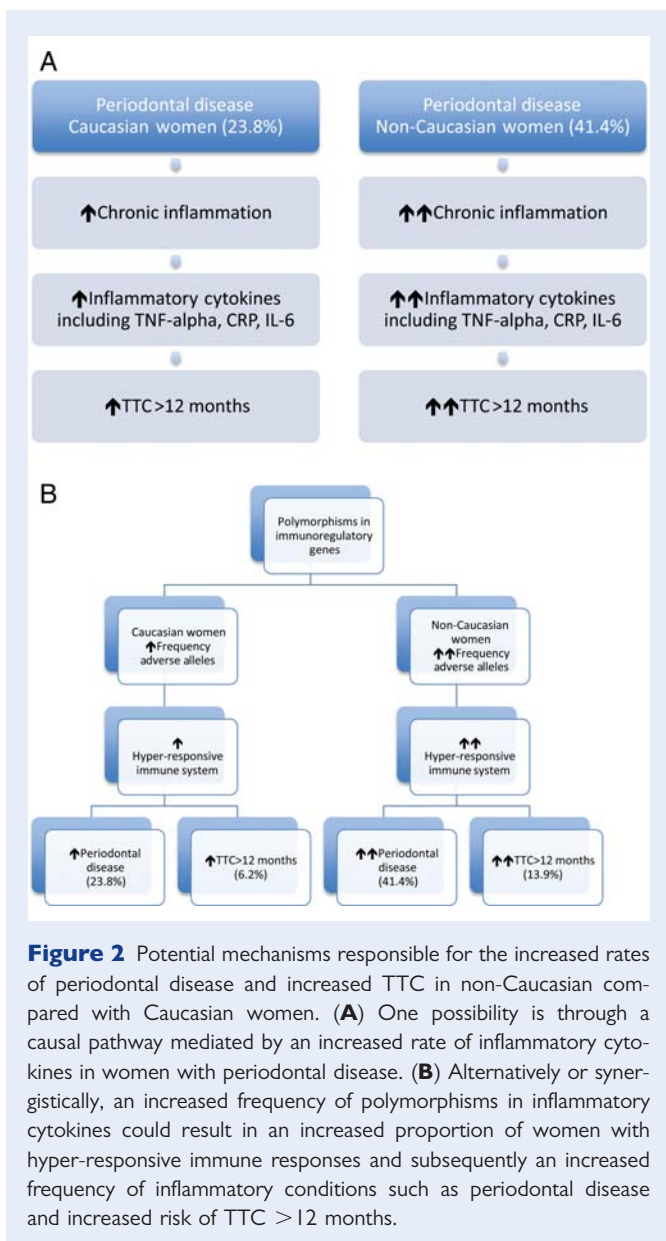 A
Periodontal disease
Caucasian women (23.8%)
↑Chronic inflammation
↑Inflammatory cytokines
including TNF-alpha, CRP, IL-6
↑TTC>12 months
Periodontal disease
Non-Caucasian women (41.4%)
↑↑Chronic inflammation
↑↑Inflammatory cytokines
including TNF-alpha, CRP, IL-6
↑↑TTC>12 months
B
Polymorphisms in
immunoregulatory
genes
Caucasian women
↑Frequency
adverse alleles
Non-Caucasian
women
↑↑Frequency
adverse alleles
↑
Hyper-responsive
immune system
↑↑
Hyper-responsive
immune system
↑Periodontal
disease
(23.8%)
↑TTC>12 months
(6.2%)
↑↑Periodontal
disease
(41.4%)
↑↑TTC>12 months
(13.9%)
Figure 2 Potential mechanisms responsible for the increased rates
of periodontal disease and increased TTC in non-Caucasian com-
pared with Caucasian women. (A) One possibility is through a
causal pathway mediated by an increased rate of inflammatory cyto-
kines in women with periodontal disease. (B) Alternatively or syner-
gistically, an increased frequency of polymorphisms in inflammatory
cytokines could result in an increased proportion of women with
hyper-responsive immune responses and subsequently an increased
frequency of inflammatory conditions such as periodontal disease
and increased risk of TTC >12 months.